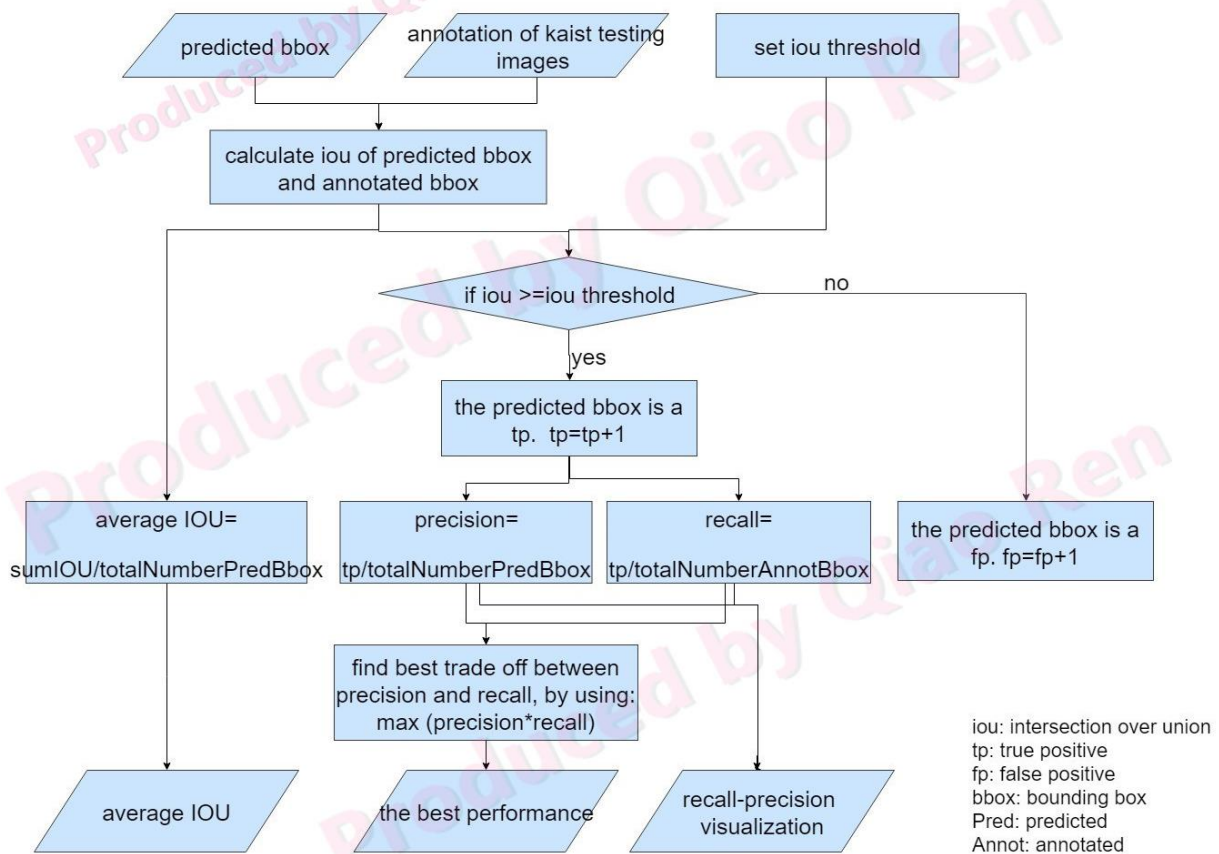 predicted bbox
annotation of kaist testing
images
set iou threshold
calculate iou of predicted bbox
and annotated bbox
if iou >=iou threshold
no
yes
the predicted bbox is a
tp. tp=tp+1
average IOU=
sumIOU/totalNumberPredBbox
precision=
tp/totalNumberPredBbox
recall=
tp/totalNumberAnnotBbox
the predicted bbox is a
fp. fp=fp+1
find best trade off between
precision and recall, by using:
max (precision*recall)
average IOU
the best performance
recall-precision
visualization
iou: intersection over union
tp: true positive
fp: false positive
bbox: bounding box
Pred: predicted
Annot: annotated
Produced by Qiao Ren
Produced by Qiao Ren
Produced by Qiao Ren